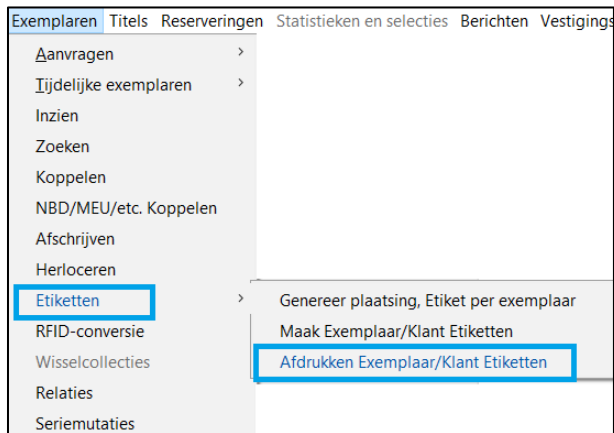 Exemplaren Titels Reserveringen Statistieken en selecties Berichten Vestigings
Aanvragen >
Tijdelijke exemplaren >
Inzien
Zoeken
Koppelen
NBD/MEU/etc. Koppelen
Afschrijven
Herloceren
Etiketten > Genereer plaatsing, Etiket per exemplaar
RFID-conversie Maak Exemplaar/Klant Etiketten
Wisselcollecties Afdrukken Exemplaar/Klant Etiketten
Relaties
Seriemutaties